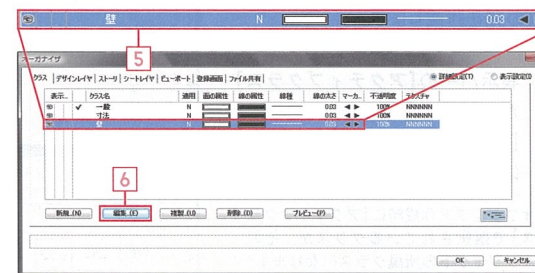 壁 N 0.03
5
オーガナイザ
クラス デザインレイヤ ストーリ シートレイヤ ビューポート 登録画面 ファイル共有 詳細設定(T) 表示設定(I)
表示... クラス名 適用 面の属性 線の属性 線種 線の太さ マーカ.. 不透明度 テクスチャ
一般 N 0.03 100% NNNNNN
寸法 N 0.03 100% NNNNNN
壁 N 0.03 100% NNNNNN
6
新規..(N) 編集..(E) 複製..(U) 削除..(D) プレビュー(P)
OK キャンセル